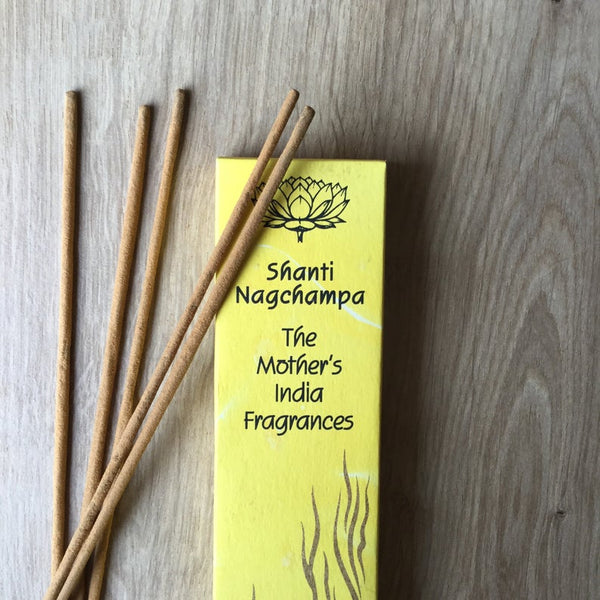 Shanti
Nagchampa
The
Mother's
India
Fragrances